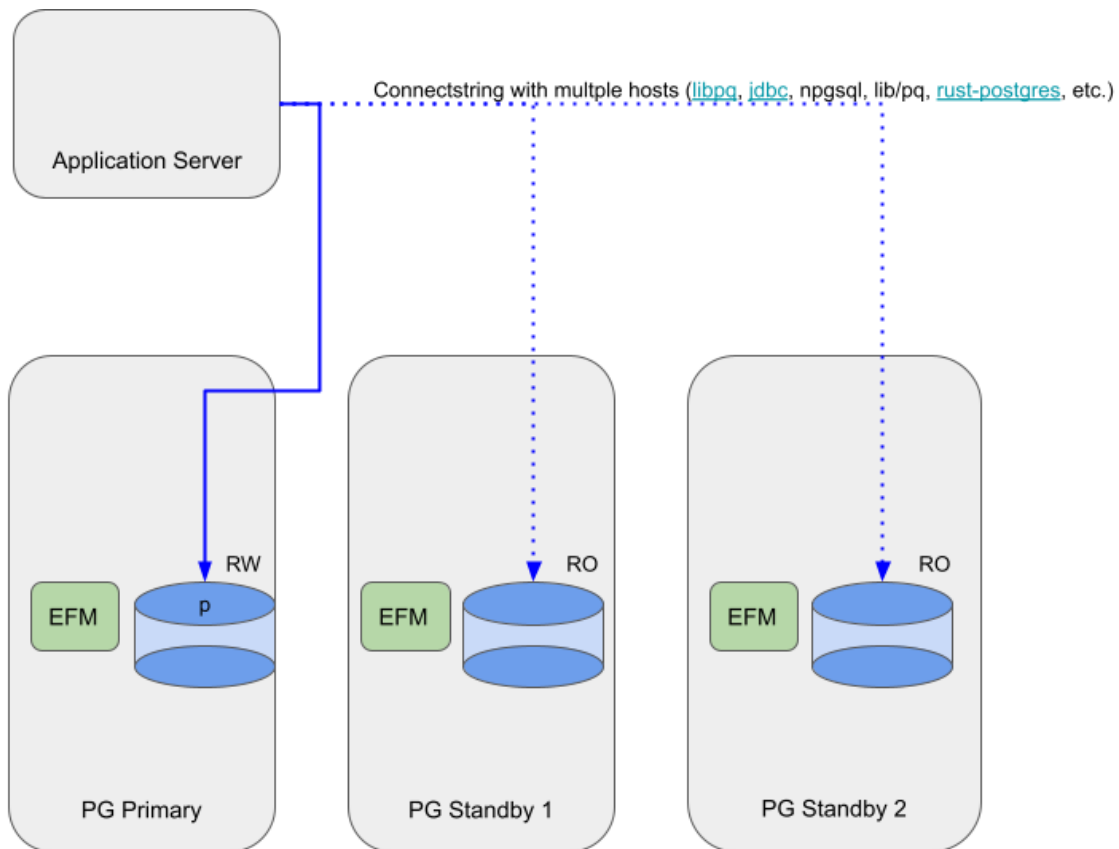 Connectstring with multple hosts (libpq, jdbc, npgsql, lib/pq, rust-postgres, etc.)
Application Server
RW
RO
RO
EFM
p
EFM
EFM
PG Primary
PG Standby 1
PG Standby 2